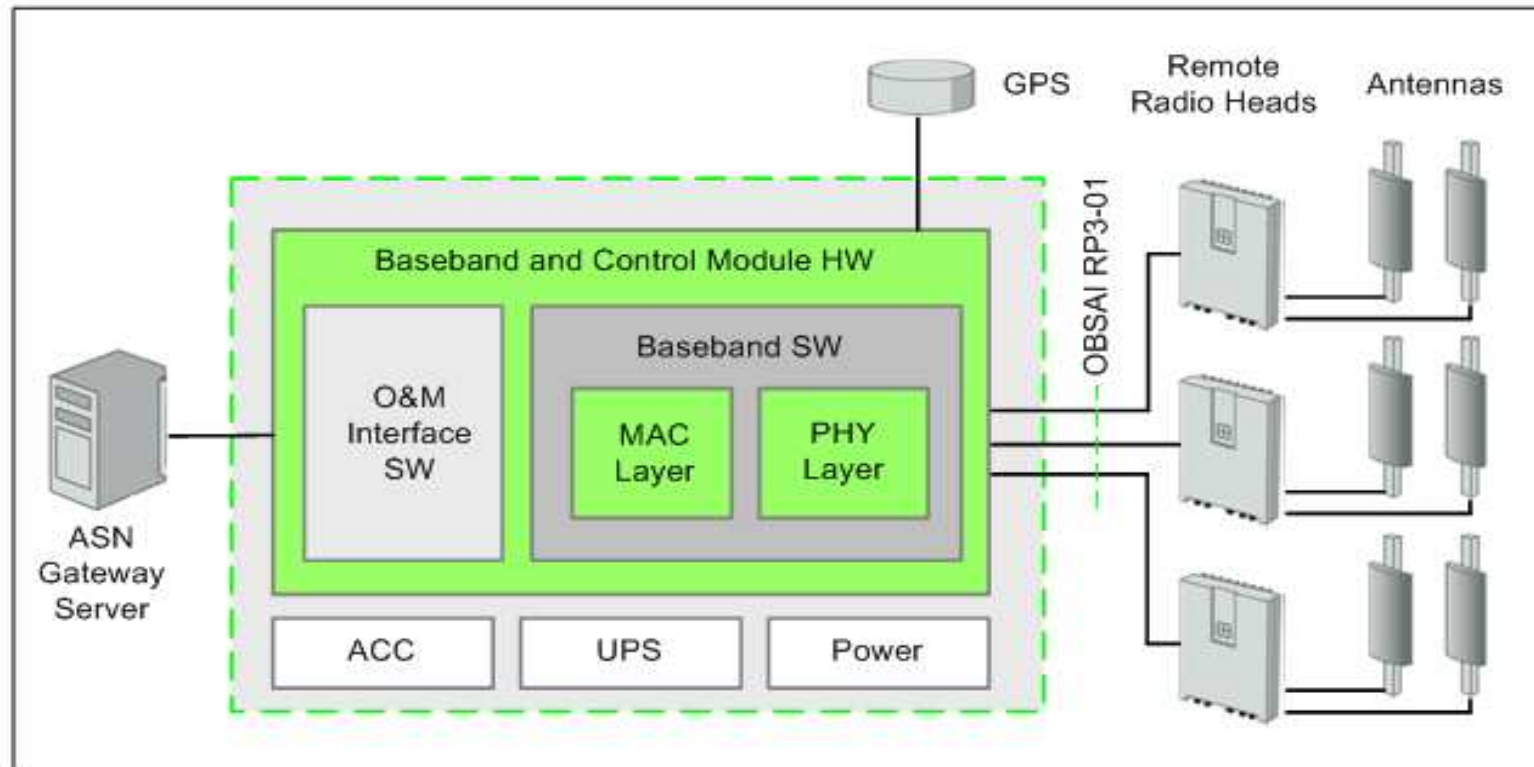 GPS
Remote
Radio Heads
Antennas
OBSAI RP3-01
Baseband and Control Module HW
O&M
Interface
SW
Baseband SW
MAC
Layer
PHY
Layer
ASN
Gateway
Server
ACC
UPS
Power